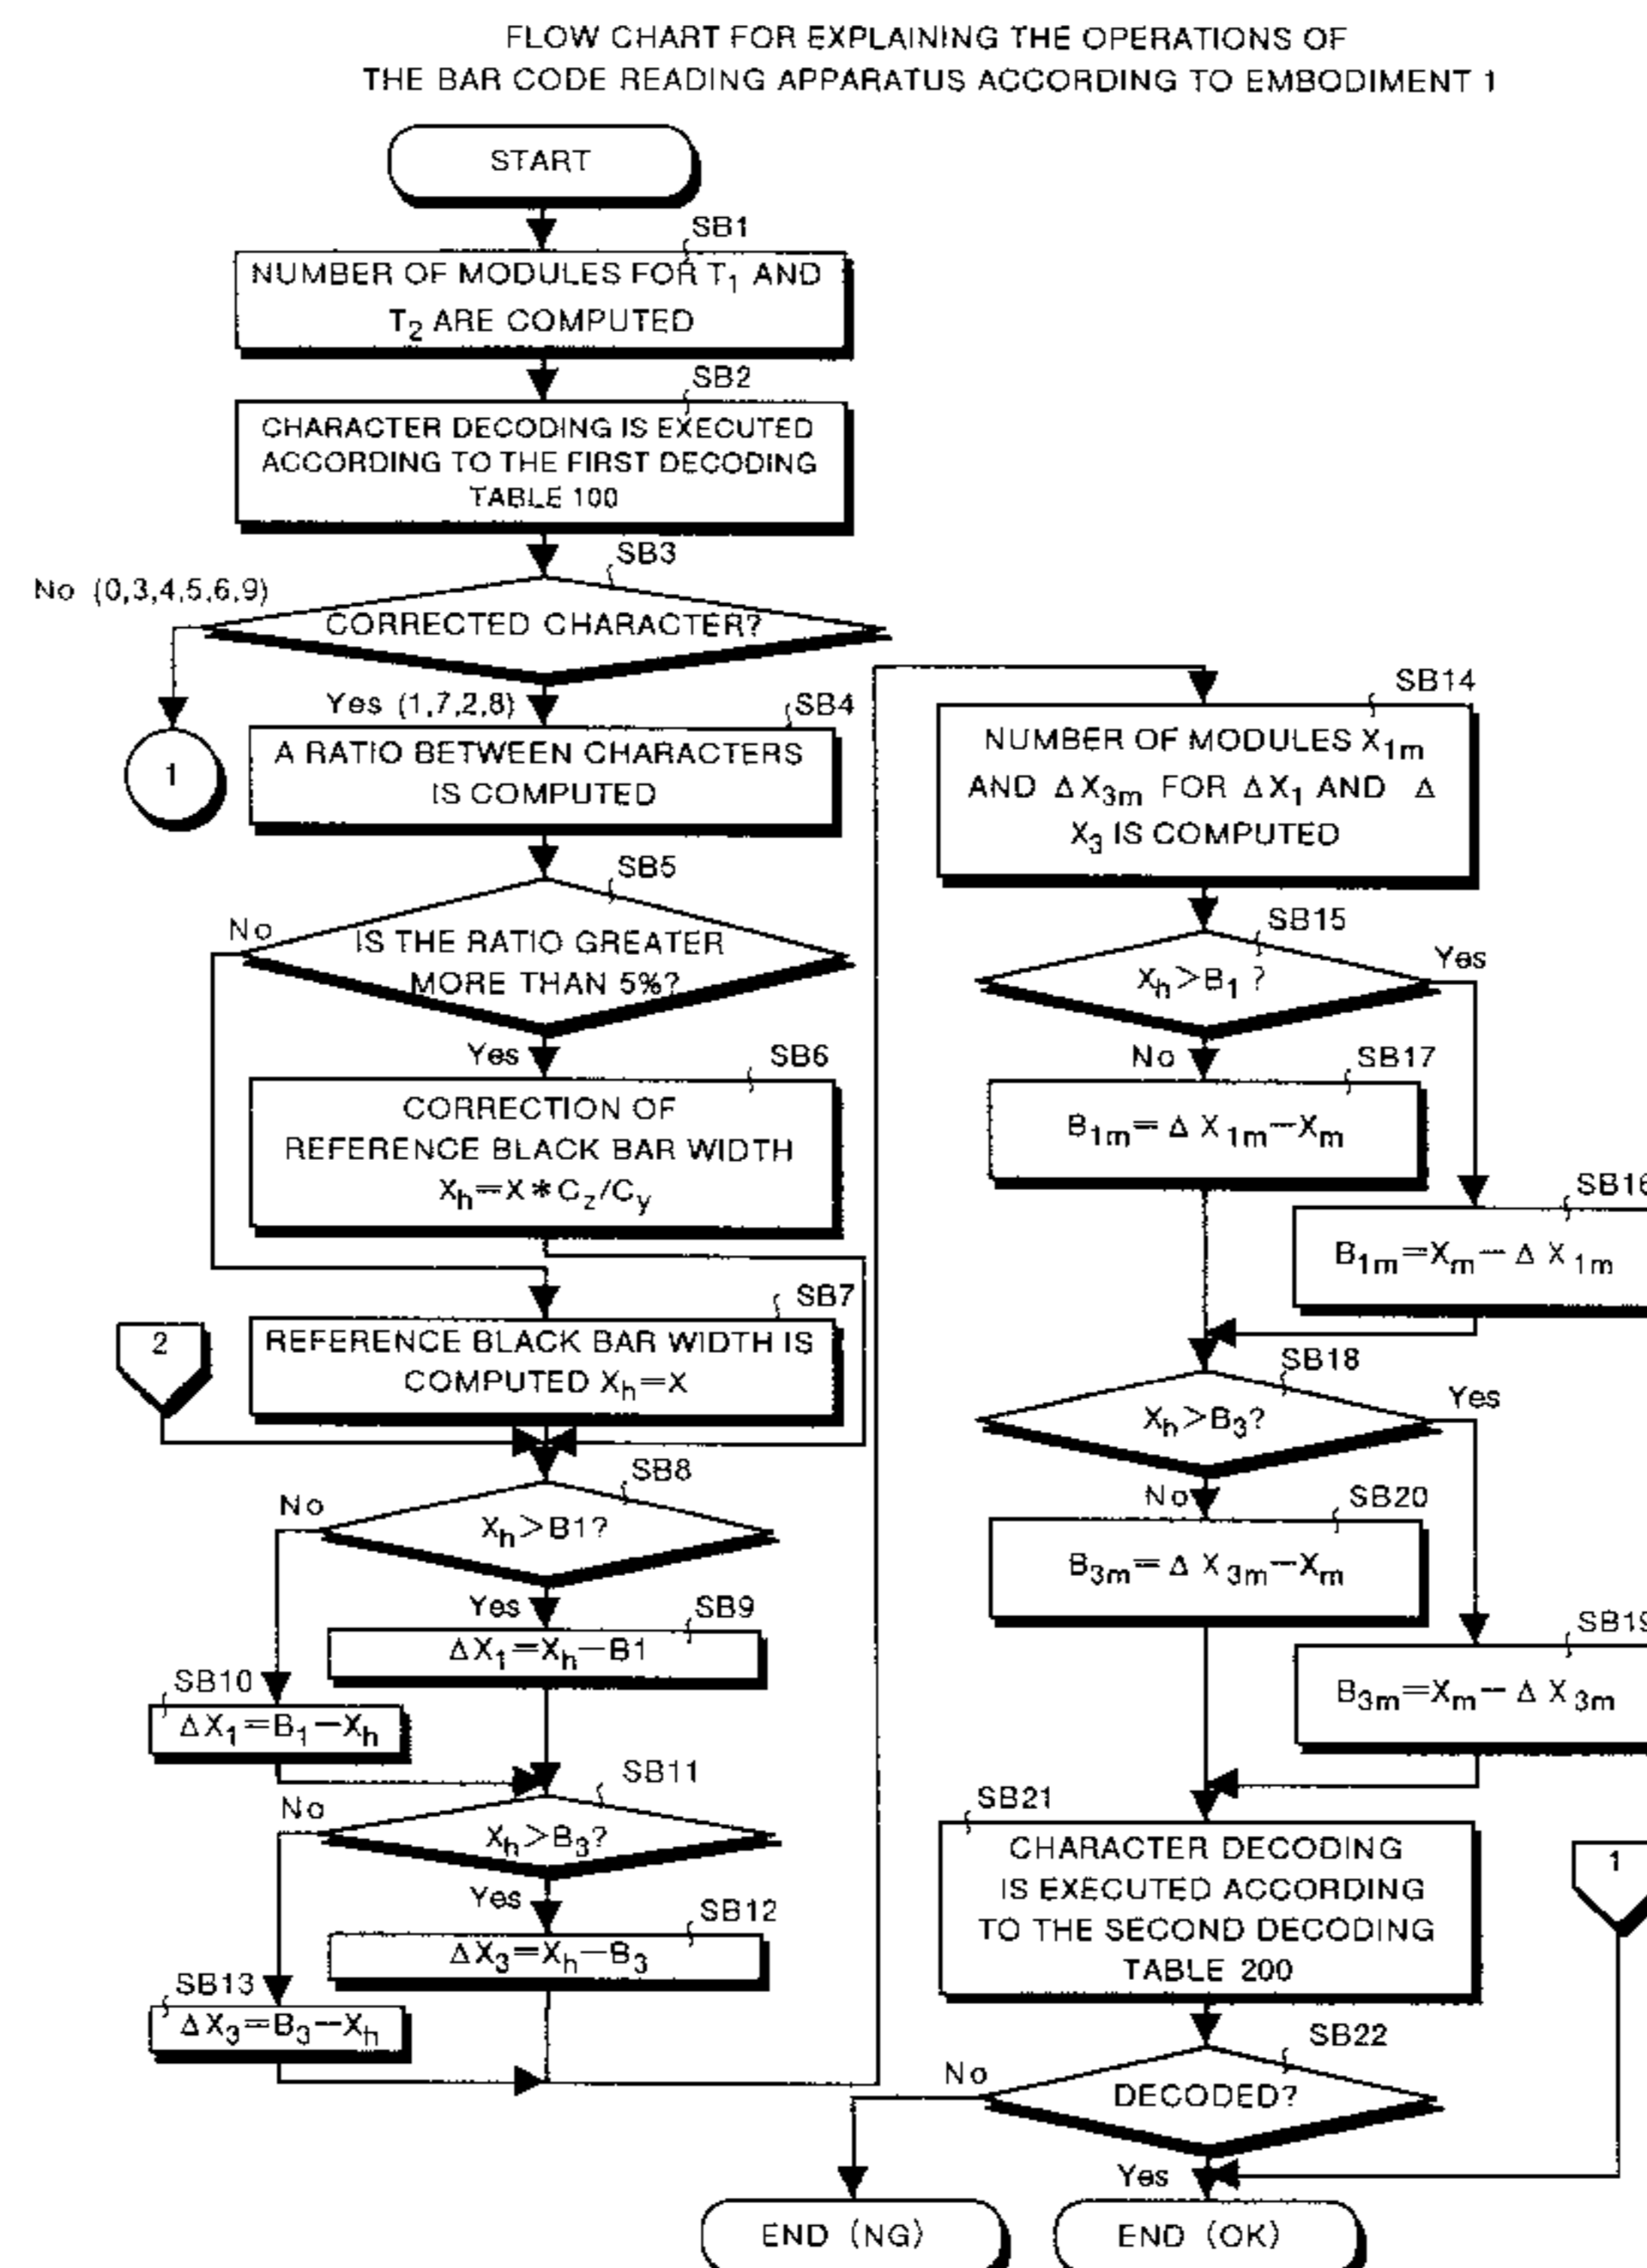 FLOW CHART FOR EXPLAINING THE OPERATIONS OF
THE BAR CODE READING APPARATUS ACCORDING TO EMBODIMENT 1
START
SB1
NUMBER OF MODULES FOR T1 AND
T2 ARE COMPUTED
SB2
CHARACTER DECODING IS EXECUTED
ACCORDING TO THE FIRST DECODING
TABLE 100
SB3
No (0,3,4,5,6,9)
CORRECTED CHARACTER?
1
Yes (1,7,2,8)
SB4
A RATIO BETWEEN CHARACTERS
IS COMPUTED
SB5
No
IS THE RATIO GREATER
MORE THAN 5%?
Yes
SB6
CORRECTION OF
REFERENCE BLACK BAR WIDTH
Xh=X*Cz/Cy
SB7
2
REFERENCE BLACK BAR WIDTH IS
COMPUTED Xh=X
SB8
No
Xh>B1?
Yes
SB9
ΔX1=Xh-B1
SB10
ΔX1=B1-Xh
SB11
No
Xh>B3?
Yes
SB12
ΔX3=Xh-B3
SB13
ΔX3=B3-Xh
SB14
NUMBER OF MODULES X1m
AND ΔX3m FOR ΔX1 AND Δ
X3 IS COMPUTED
SB15
Xh>B1 ?
Yes
No
SB17
B1m=Δ X1m-Xm
SB16
B1m=Xm-Δ X1m
SB18
Xh>B3?
Yes
No
SB20
B3m=Δ X3m-Xm
SB19
B3m=Xm-Δ X3m
SB21
CHARACTER DECODING
IS EXECUTED ACCORDING
TO THE SECOND DECODING
TABLE 200
1
SB22
No
DECODED?
Yes
END (NG)
END (OK)